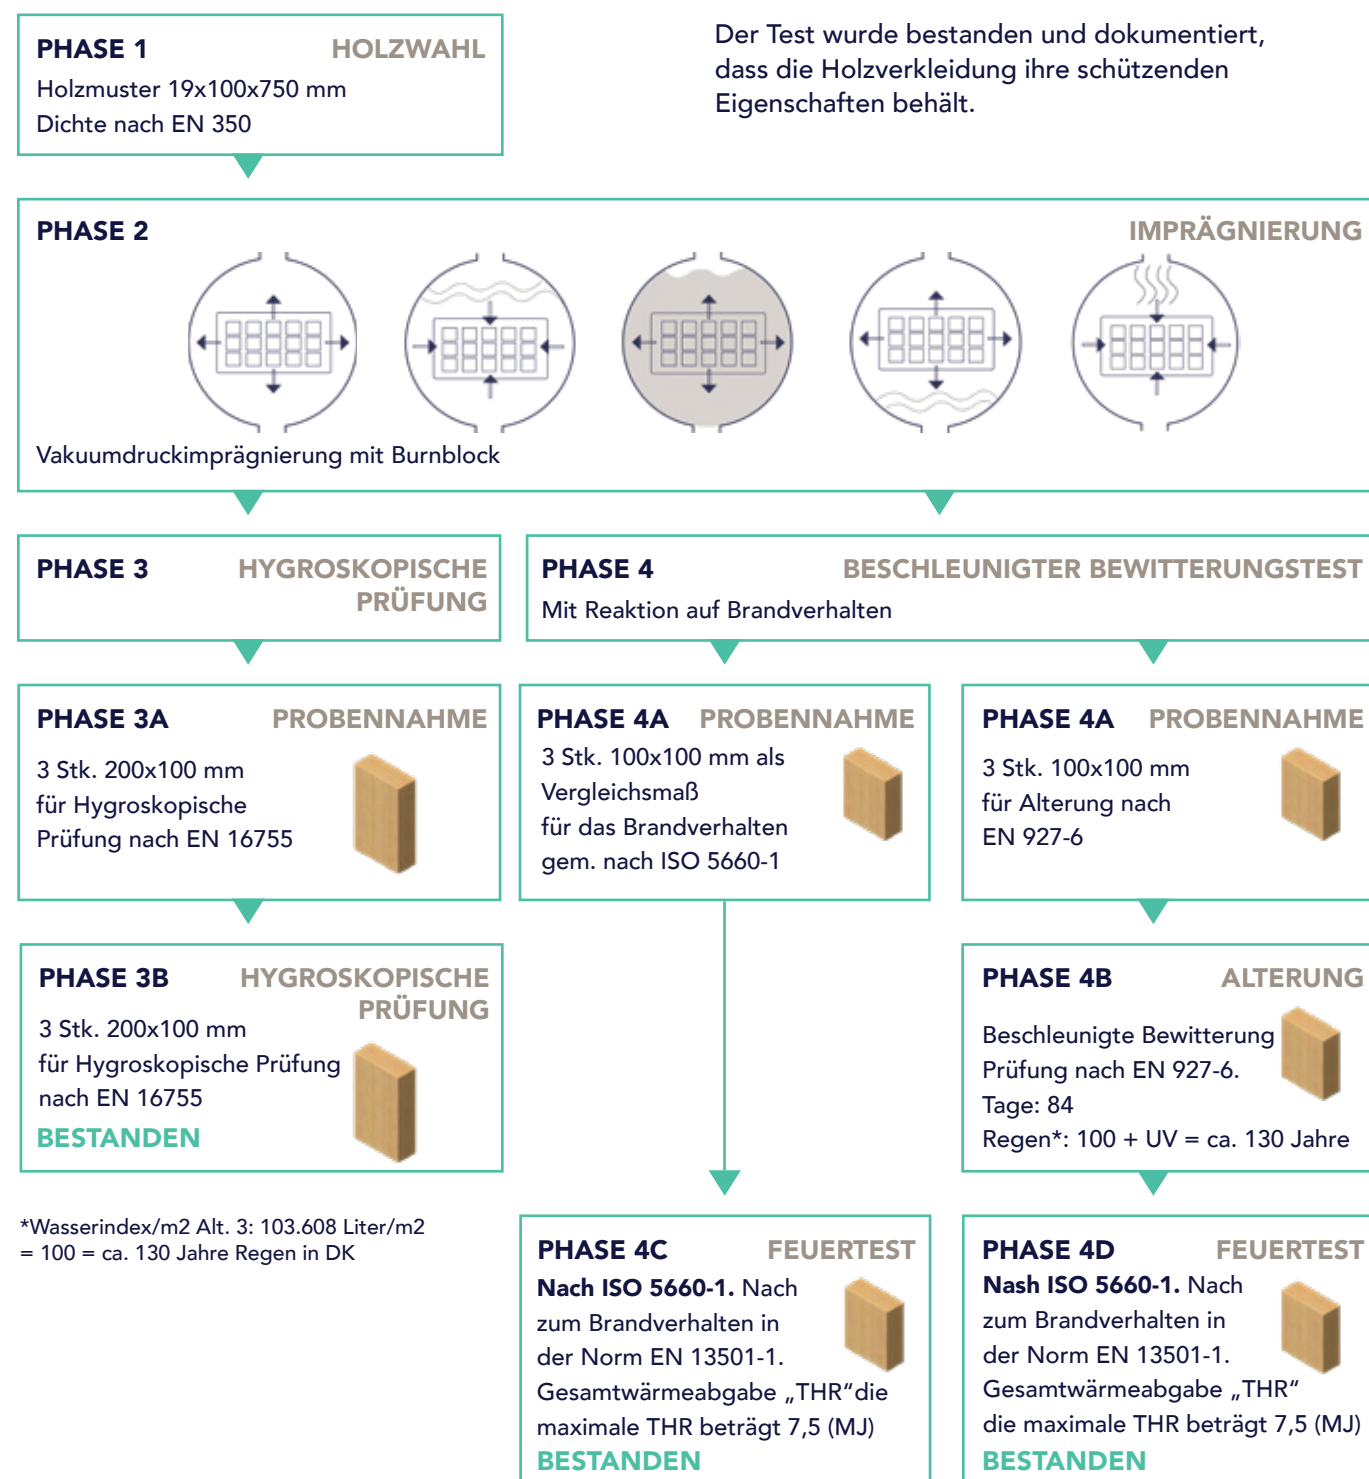 PHASE 1 HOLZWAHL
Holzmuster 19x100x750 mm
Dichte nach EN 350
Der Test wurde bestanden und dokumentiert,
dass die Holzverkleidung ihre schützenden
Eigenschaften behält.
PHASE 2 IMPRÄGNIERUNG
Vakuumdruckimprägnierung mit Burnblock
PHASE 3 HYGROSKOPISCHE
PRÜFUNG
PHASE 4 BESCHLEUNIGTER BEWITTERUNGSTEST
Mit Reaktion auf Brandverhalten
PHASE 3A PROBENNAHME
3 Stk. 200x100 mm
für Hygroskopische
Prüfung nach EN 16755
PHASE 4A PROBENNAHME
3 Stk. 100x100 mm als
Vergleichsmaß
für das Brandverhalten
gem. nach ISO 5660-1
PHASE 4A PROBENNAHME
3 Stk. 100x100 mm
für Alterung nach
EN 927-6
PHASE 3B HYGROSKOPISCHE
PRÜFUNG
3 Stk. 200x100 mm
für Hygroskopische Prüfung
nach EN 16755
BESTANDEN
PHASE 4B ALTERUNG
Beschleunigte Bewitterung
Prüfung nach EN 927-6.
Tage: 84
Regen*: 100 + UV = ca. 130 Jahre
*Wasserindex/m2 Alt. 3: 103.608 Liter/m2
= 100 = ca. 130 Jahre Regen in DK
PHASE 4C FEUERTEST
Nach ISO 5660-1. Nach
zum Brandverhalten in
der Norm EN 13501-1.
Gesamtwärmeabgabe „THR“die
maximale THR beträgt 7,5 (MJ)
BESTANDEN
PHASE 4D FEUERTEST
Nash ISO 5660-1. Nach
zum Brandverhalten in
der Norm EN 13501-1.
Gesamtwärmeabgabe „THR“
die maximale THR beträgt 7,5 (MJ)
BESTANDEN